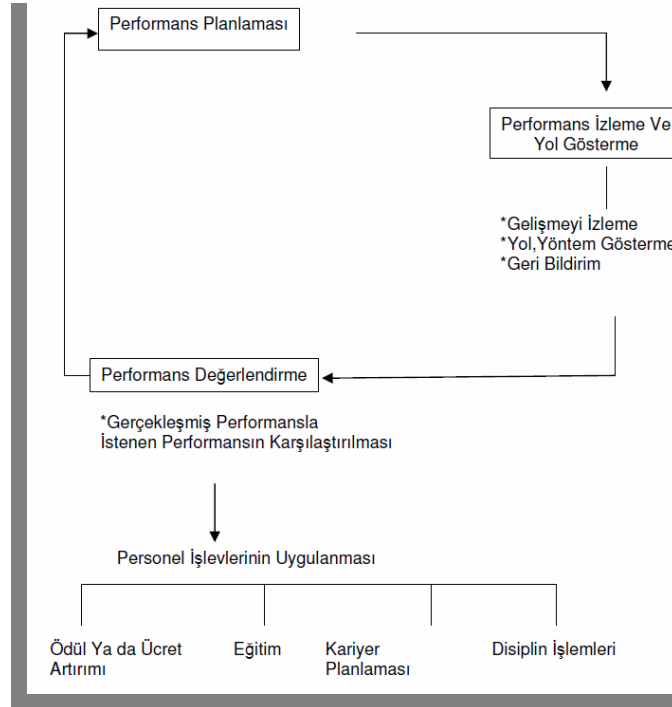 Performans Planlaması
Performans İzleme Ve
Yol Gösterme
*Gelişmeyi İzleme
*Yol,Yöntem Gösterme
*Geri Bildirim
Performans Değerlendirme
*Gerçekleşmiş Performansla
İstenen Performansın Karşılaştırılması
Personel İşlevlerinin Uygulanması
Ödül Ya da Ücret
Artırımı
Eğitim
Kariyer
Planlaması
Disiplin İşlemleri